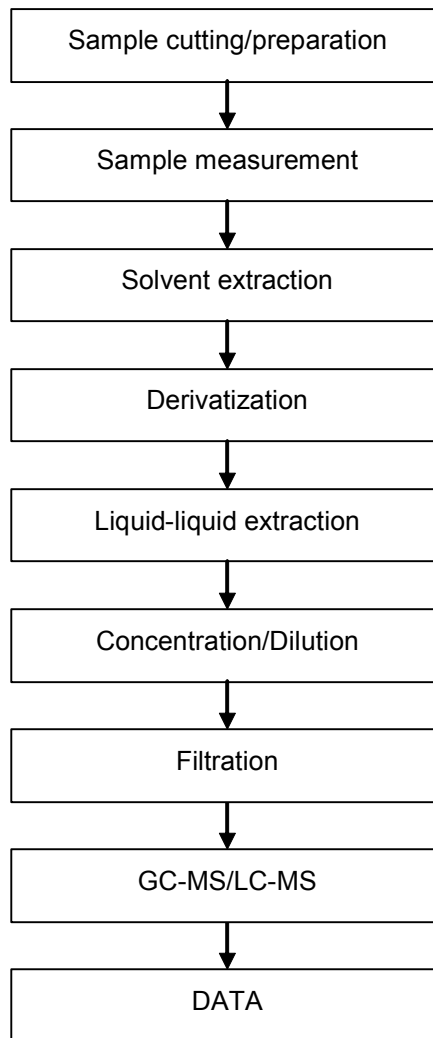 Sample cutting/preparation
Sample measurement
Solvent extraction
Derivatization
Liquid-liquid extraction
Concentration/Dilution
Filtration
GC-MS/LC-MS
DATA